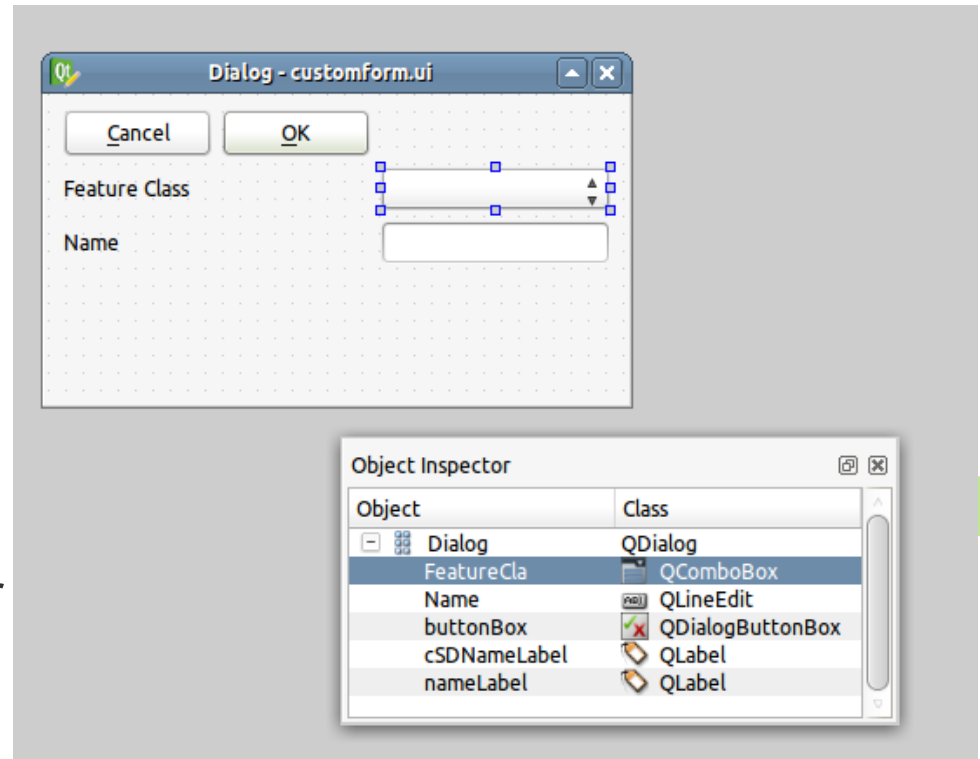 Qt Dialog - customform.ui
Cancel OK
Feature Class
Name
Object Inspector
Object Class
Dialog QDialog
FeatureCla QComboBox
Name QLineEdit
buttonBox QDialogButtonBox
cSDNameLabel QLabel
nameLabel QLabel